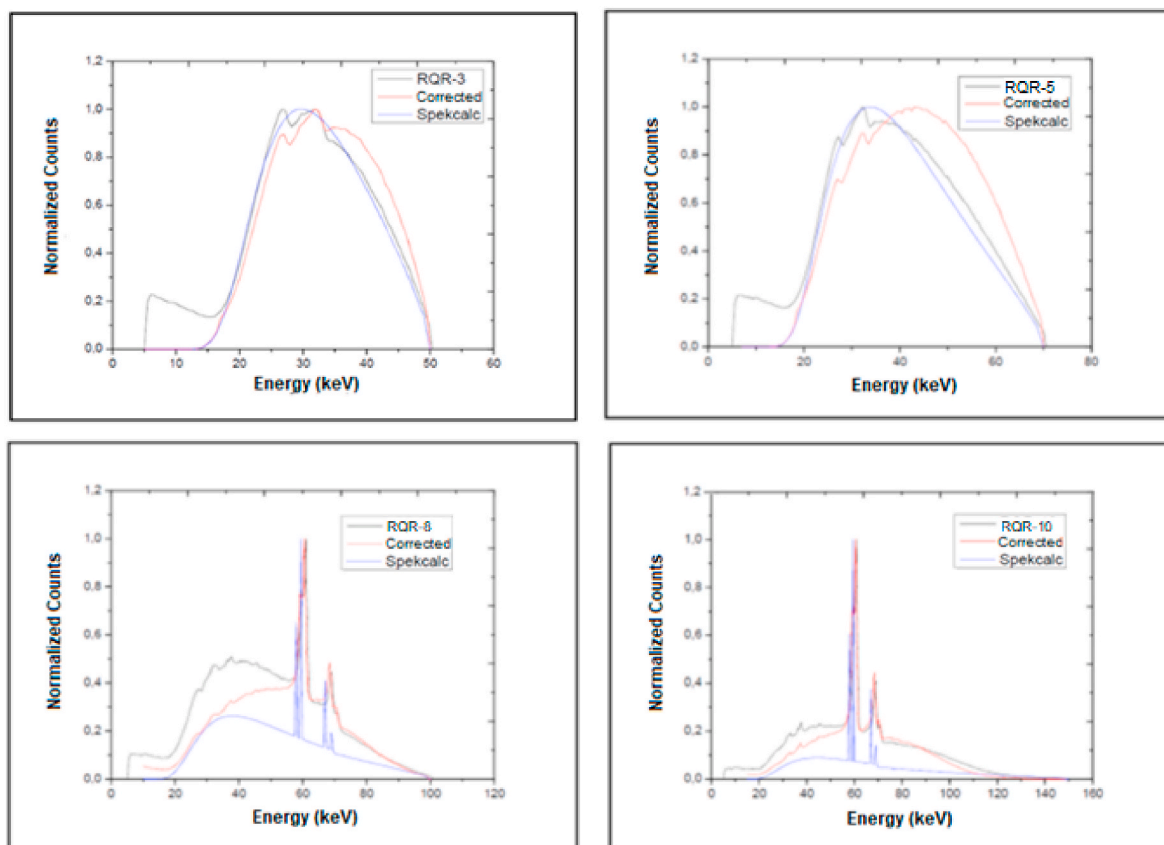 1,2
1,0
0,8
0,6
0,4
0,2
0,0
Normalized Counts
RQR-3
Corrected
Spekcalc
0 10 20 30 40 50 60
Energy (keV)
1,2
1,0
0,8
0,6
0,4
0,2
0,0
Normalized Counts
RQR-5
Corrected
Spekcalc
0 20 40 60 80
Energy (keV)
1,2
1,0
0,8
0,6
0,4
0,2
0,0
Normalized Counts
RQR-8
Corrected
Spekcalc
0 20 40 60 80 100 120
Energy (keV)
1,2
1,0
0,8
0,6
0,4
0,2
0,0
Normalized Counts
RQR-10
Corrected
Spekcalc
0 20 40 60 80 100 120 140 160
Energy (keV)